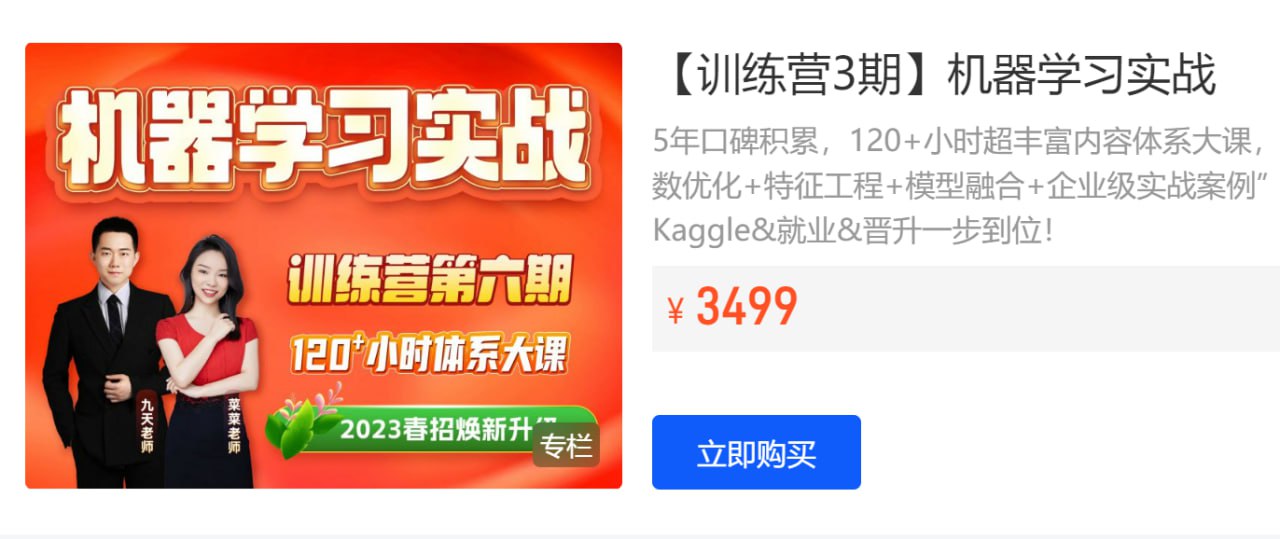 机器学习实战
训练营第六期
120+小时体系大课
九天老师
菜菜老师
2023春招焕新升级
专栏
【训练营3期】机器学习实战
5年口碑积累，120+小时超丰富内容体系大课，
数优化+特征工程+模型融合+企业级实战案例”
Kaggle&就业&晋升一步到位！
¥ 3499
立即购买